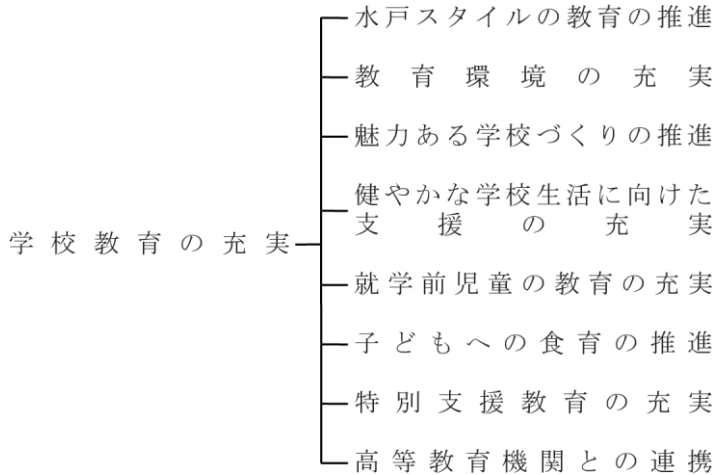 学校教育の充実
水戸スタイルの教育の推進
教育環境の充実
魅力ある学校づくりの推進
健やかな学校生活に向けた
支援の充実
就学前児童の教育の充実
子どもへの食育の推進
特別支援教育の充実
高等教育機関との連携